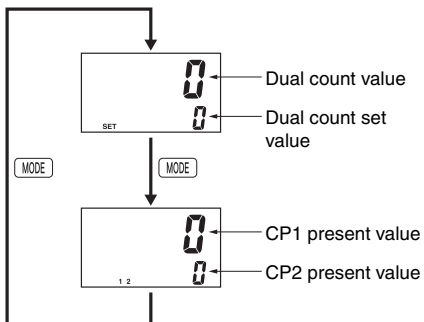 0
Dual count value
SET 0
Dual count set
value
MODE
MODE
0
CP1 present value
1 2 0
CP2 present value